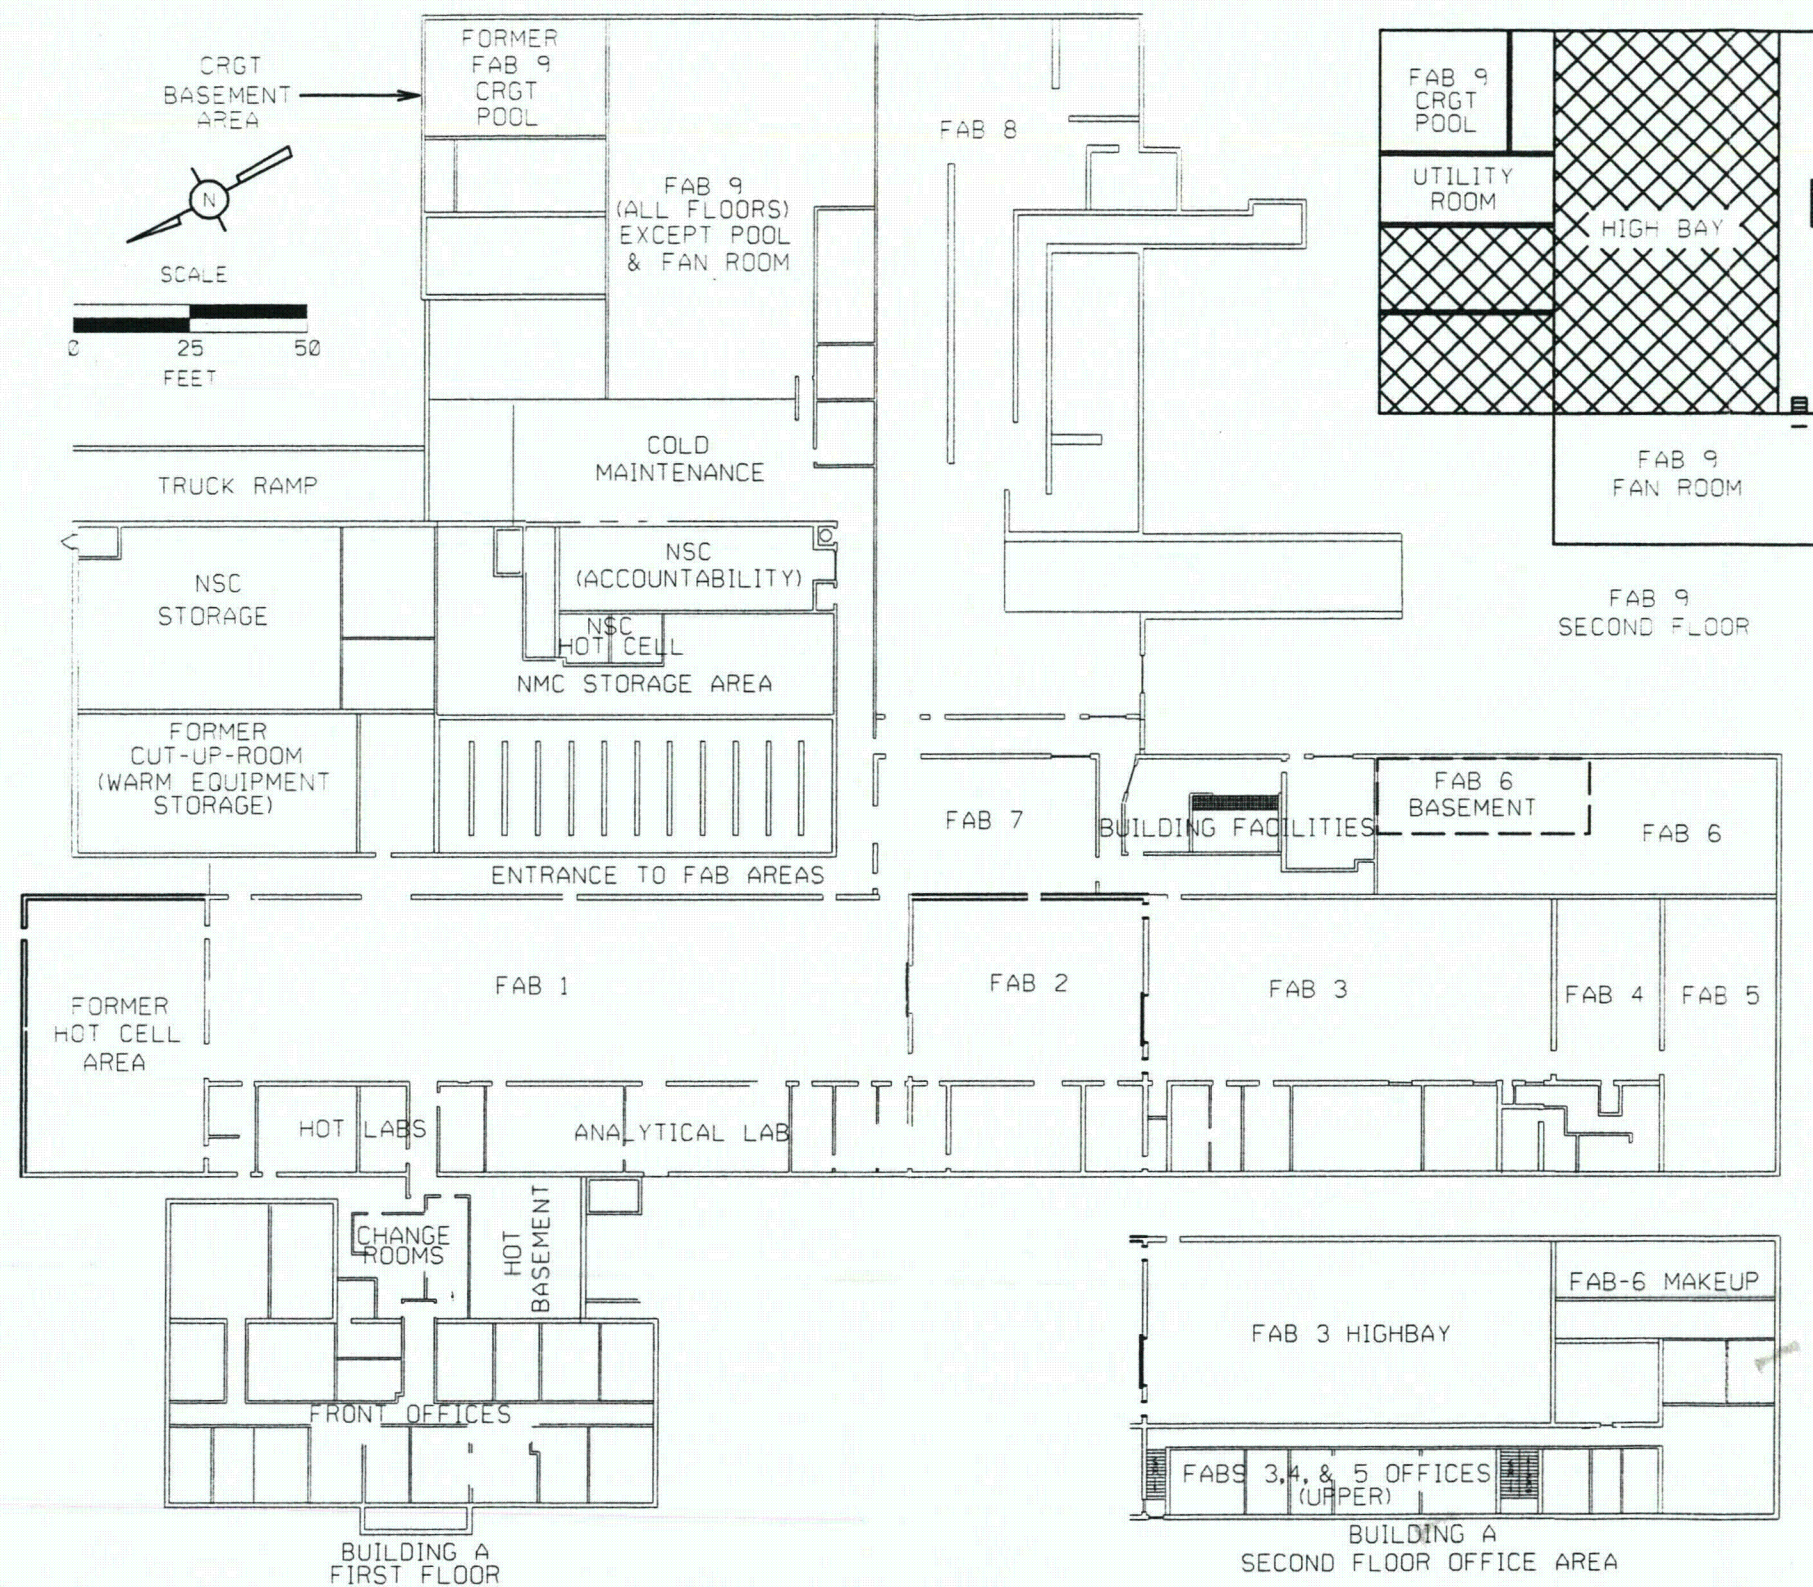 CRGT
BASEMENT
AREA
N
SCALE
0 25 50
FEET
FORMER
FAB 9
CRGT
POOL
FAB 9
(ALL FLOORS)
EXCEPT POOL
& FAN ROOM
FAB 8
FAB 9
CRGT
POOL
UTILITY
ROOM
HIGH BAY
FAB 9
FAN ROOM
FAB 9
SECOND FLOOR
TRUCK RAMP
COLD
MAINTENANCE
NSC
STORAGE
NSC
(ACCOUNTABILITY)
NSC
HOT CELL
NMC STORAGE AREA
FORMER
CUT-UP-ROOM
(WARM EQUIPMENT
STORAGE)
ENTRANCE TO FAB AREAS
FAB 7
BUILDING FACILITIES
FAB 6
BASEMENT
FAB 6
FORMER
HOT CELL
AREA
FAB 1
FAB 2
FAB 3
FAB 4
FAB 5
HOT LABS
ANALYTICAL LAB
CHANGE
ROOMS
HOT
BASEMENT
FRONT OFFICES
BUILDING A
FIRST FLOOR
FAB-6 MAKEUP
FAB 3 HIGHBAY
FABS 3,4, & 5 OFFICES
(UPPER)
BUILDING A
SECOND FLOOR OFFICE AREA